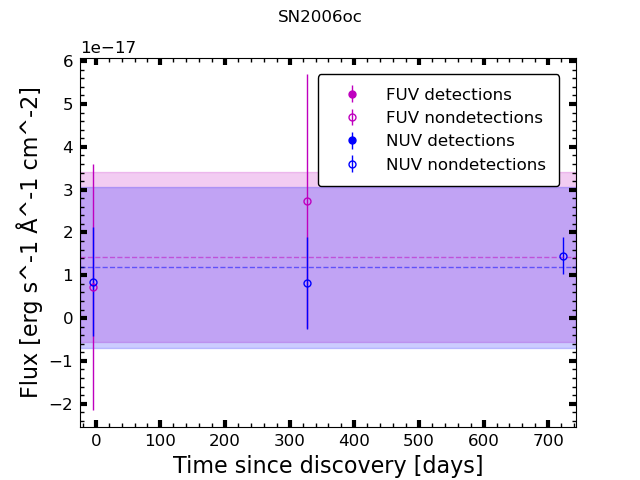 SN2006oc
1e−17
6
5
4
3
2
1
0
−1
−2
Flux [erg s^-1 Å^-1 cm^-2]
FUV detections
FUV nondetections
NUV detections
NUV nondetections
0 100 200 300 400 500 600 700
Time since discovery [days]